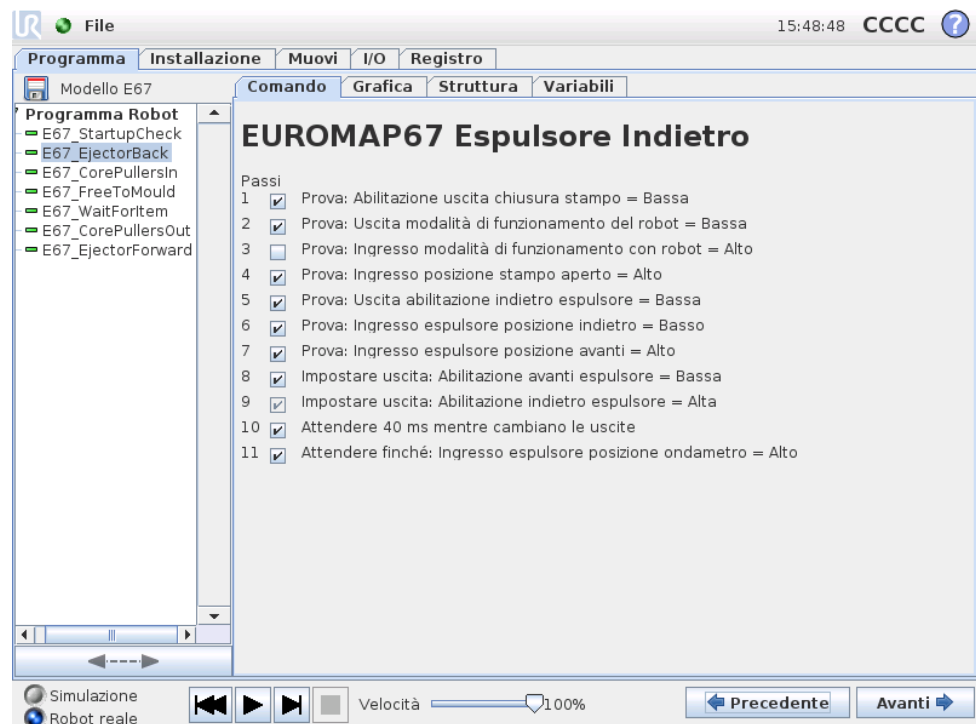 UR File 15:48:48 CCCC ?
Programma Installazione Muovi I/O Registro
Modello E67
Comando Grafica Struttura Variabili
Programma Robot
E67_StartupCheck
E67_EjectorBack
E67_CorePullersIn
E67_FreeToMould
E67_WaitForItem
E67_CorePullersOut
E67_EjectorForward
EUROMAP67 Espulsore Indietro
Passi
1 Prova: Abilitazione uscita chiusura stampo = Bassa
2 Prova: Uscita modalità di funzionamento del robot = Bassa
3 Prova: Ingresso modalità di funzionamento con robot = Alto
4 Prova: Ingresso posizione stampo aperto = Alto
5 Prova: Uscita abilitazione indietro espulsore = Bassa
6 Prova: Ingresso espulsore posizione indietro = Basso
7 Prova: Ingresso espulsore posizione avanti = Alto
8 Impostare uscita: Abilitazione avanti espulsore = Bassa
9 Impostare uscita: Abilitazione indietro espulsore = Alta
10 Attendere 40 ms mentre cambiano le uscite
11 Attendere finché: Ingresso espulsore posizione ondametro = Alto
Simulazione
Robot reale
Velocità 100%
Precedente Avanti